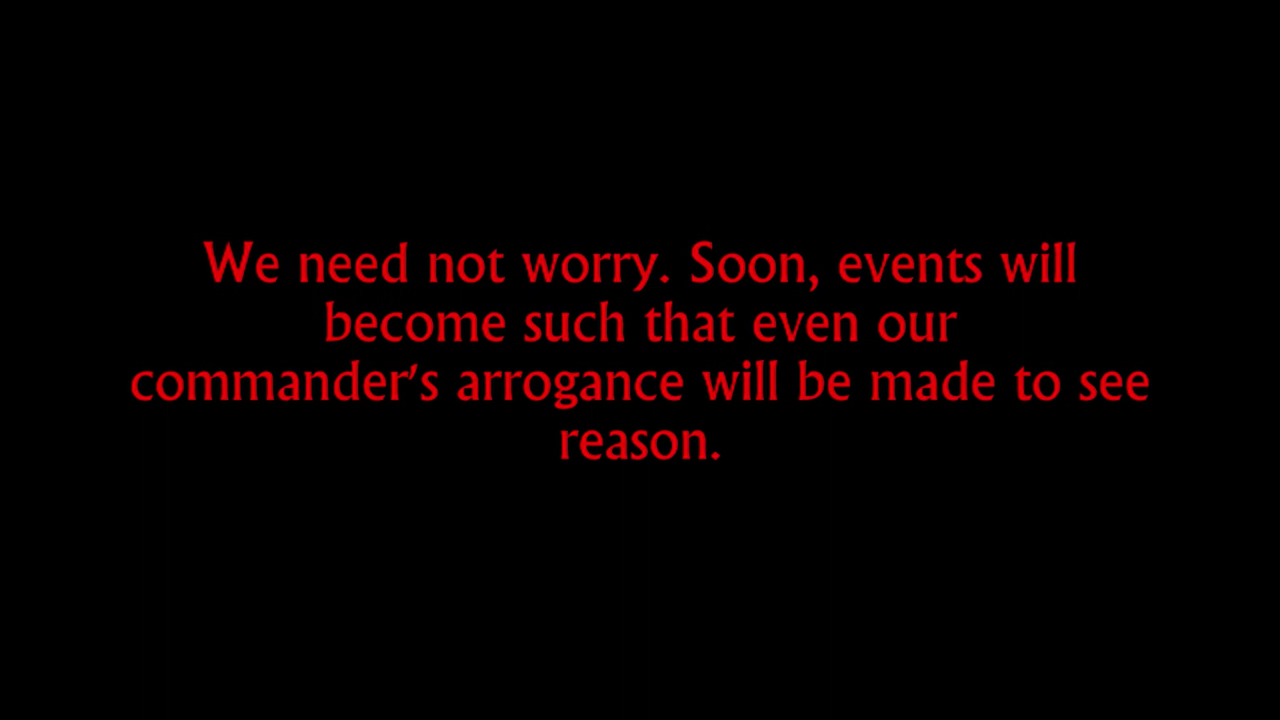 We need not worry. Soon, events will
become such that even our
commander's arrogance will be made to see
reason.